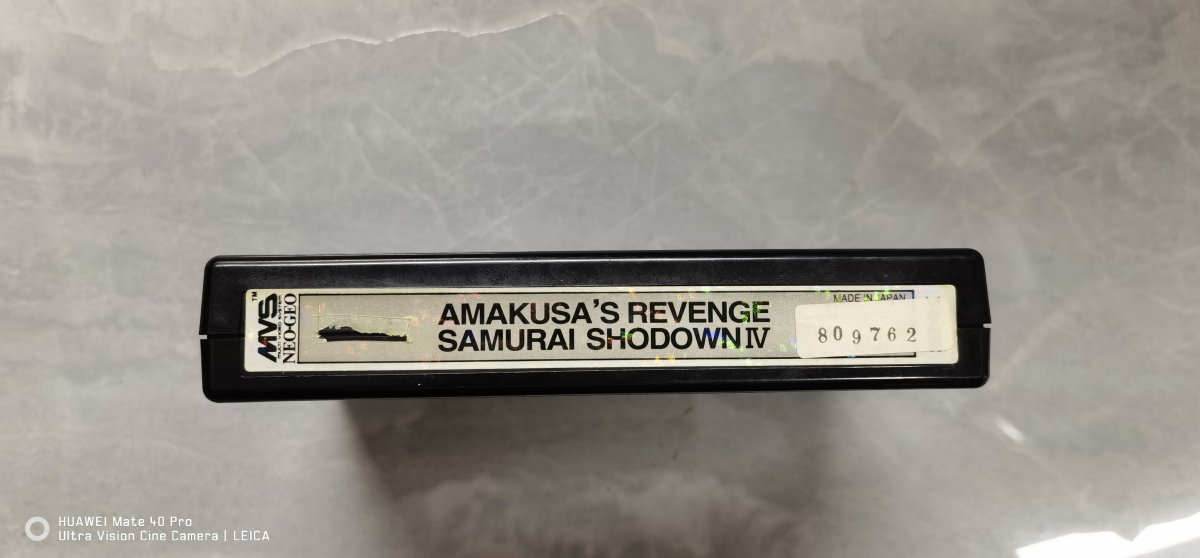 MVS
TM
NEO•GEO
AMAKUSA'S REVENGE
SAMURAI SHODOWN IV
MADE IN JAPAN
809762
HUAWEI Mate 40 Pro
Ultra Vision Cine Camera | LEICA